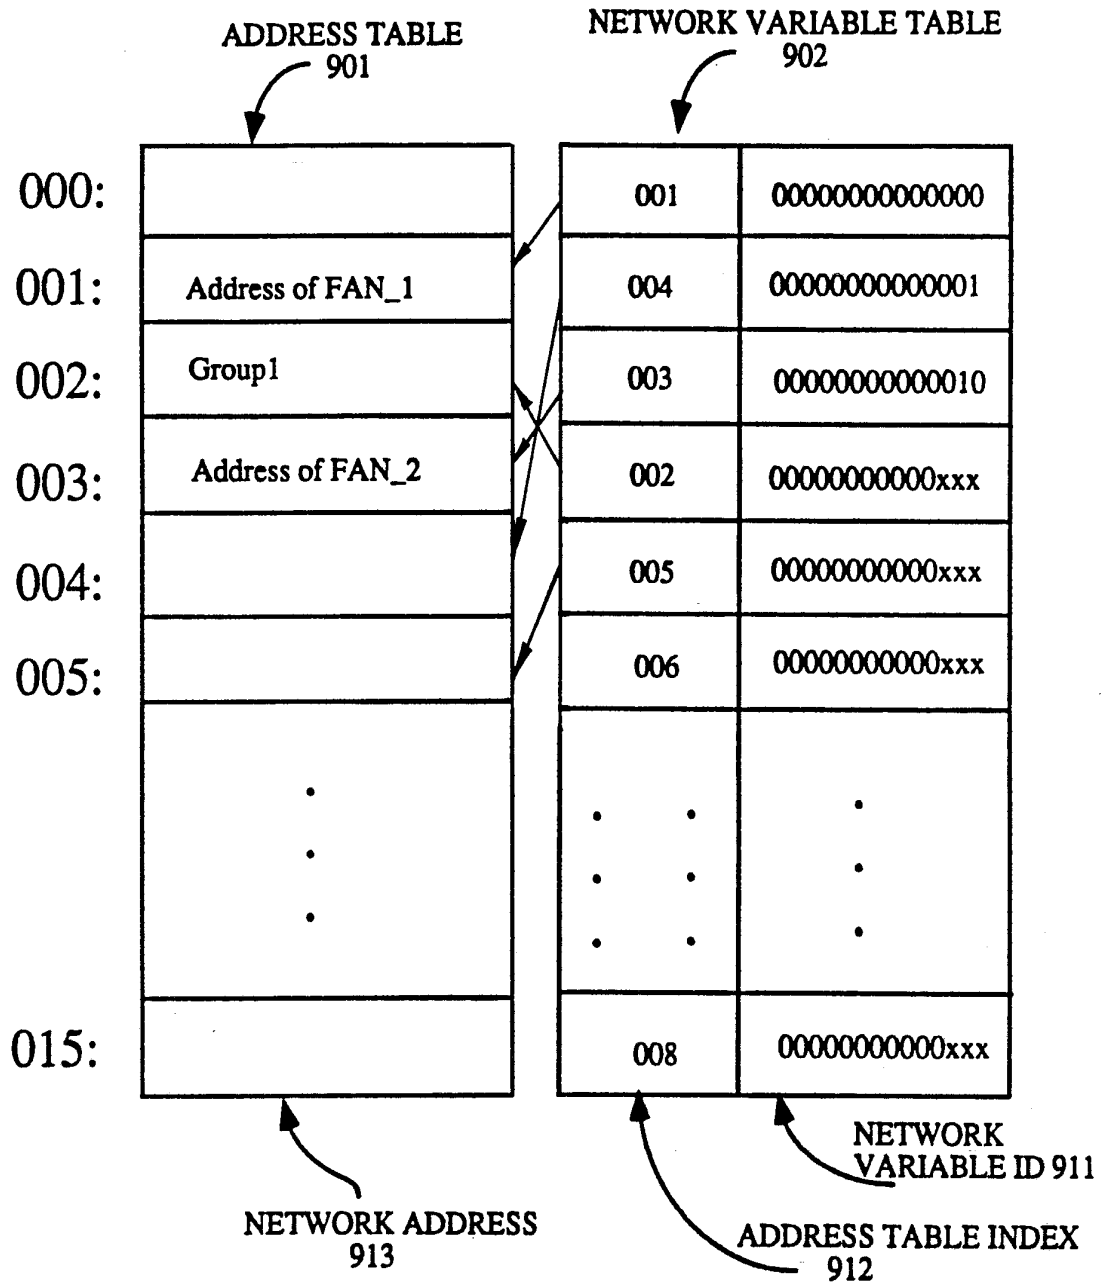 ADDRESS TABLE
901
NETWORK VARIABLE TABLE
902
000:
001 00000000000000
001:
Address of FAN_1
004 00000000000001
002:
Group1
003 00000000000010
003:
Address of FAN_2
002 00000000000xxx
004:
005 00000000000xxx
005:
006 00000000000xxx
015:
008 00000000000xxx
NETWORK
VARIABLE ID 911
NETWORK ADDRESS
913
ADDRESS TABLE INDEX
912